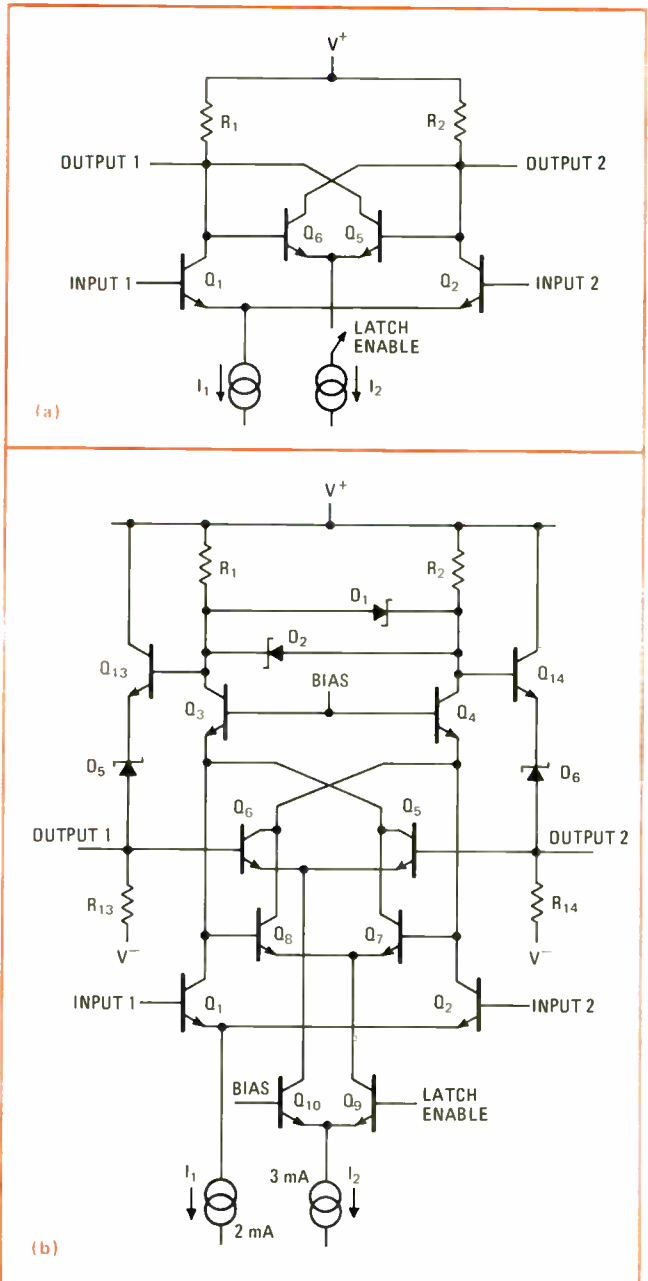 V+
R1
R2
OUTPUT 1
OUTPUT 2
Q6
Q5
Q1
Q2
INPUT 1
INPUT 2
LATCH
ENABLE
I1
I2
(a)
V+
R1
R2
D1
D2
Q13
Q14
BIAS
Q3
Q4
D5
D6
Q6
Q5
OUTPUT 1
OUTPUT 2
R13
R14
Q8
Q7
V−
V−
INPUT 1
Q1
Q2
INPUT 2
BIAS
Q10
Q9
LATCH
ENABLE
I1
3 mA
I2
2 mA
(b)